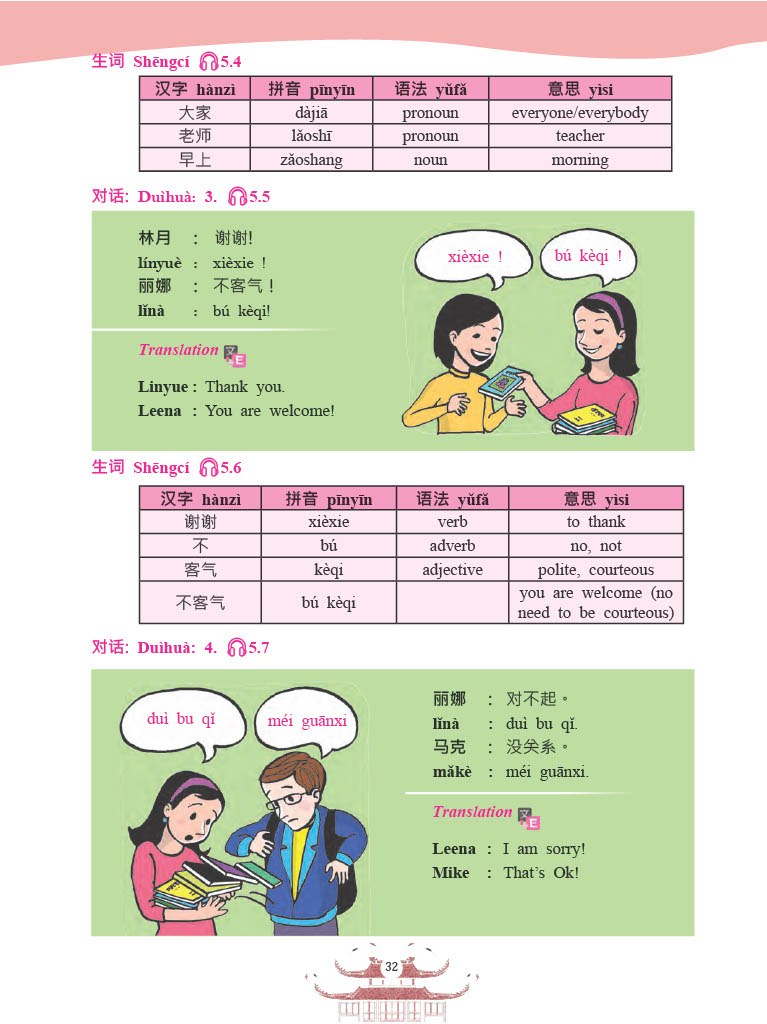 生词 Shēngcí 5.4
汉字 hànzì 拼音 pīnyīn 语法 yǔfǎ 意思 yìsi
大家 dàjiā pronoun everyone/everybody
老师 lǎoshī pronoun teacher
早上 zǎoshang noun morning
对话: Duìhuà: 3. 5.5
林月 : 谢谢!
línyuè : xièxie !
丽娜 : 不客气!
lǐnà : bú kèqi!
Translation
Linyue : Thank you.
Leena : You are welcome!
xièxie !
bú kèqi !
生词 Shēngcí 5.6
汉字 hànzì 拼音 pīnyīn 语法 yǔfǎ 意思 yìsi
谢谢 xièxie verb to thank
不 bú adverb no, not
客气 kèqi adjective polite, courteous
不客气 bú kèqi you are welcome (no
need to be courteous)
对话: Duìhuà: 4. 5.7
duì bu qǐ
méi guānxi
丽娜 : 对不起。
lǐnà : duì bu qǐ.
马克 : 没关系。
mǎkè : méi guānxi.
Translation
Leena : I am sorry!
Mike : That's Ok!
32